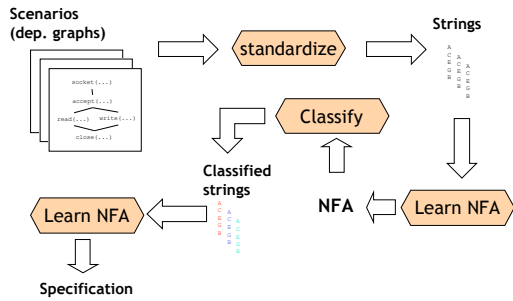 Scenarios
(dep. graphs)
socket(...)
accept(...)
read(...) write(...)
close(...)
standardize
Strings
A
C
E
G
B
A
C
E
G
B
A
C
E
G
B
Classify
Classified
strings
A
C
E
G
B
A
C
E
G
B
A
C
E
G
B
Learn NFA
NFA
Learn NFA
Specification